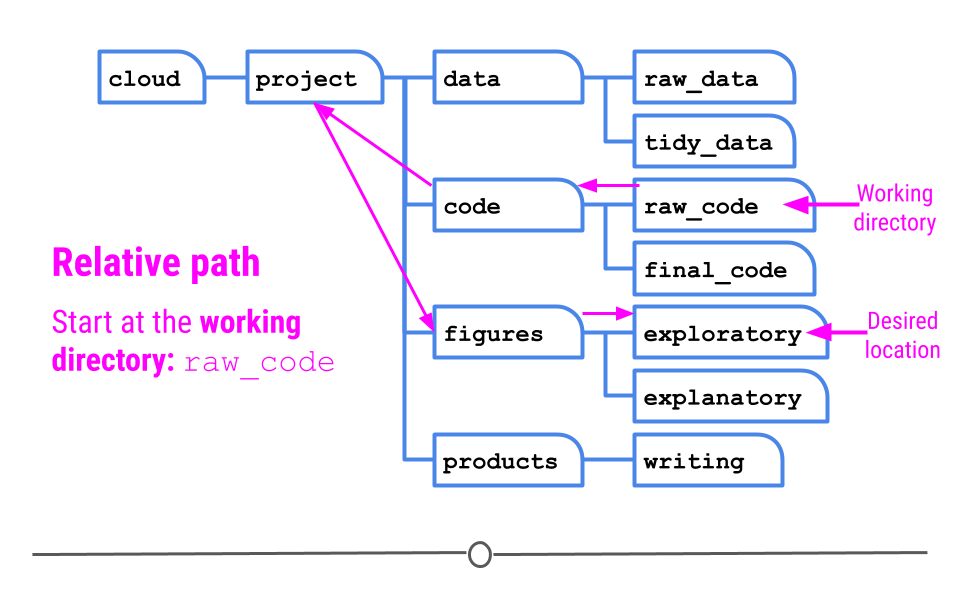 cloud
project
data
raw_data
tidy_data
code
raw_code
Working
directory
final_code
Relative path
Start at the working
directory: raw_code
figures
exploratory
Desired
location
explanatory
products
writing